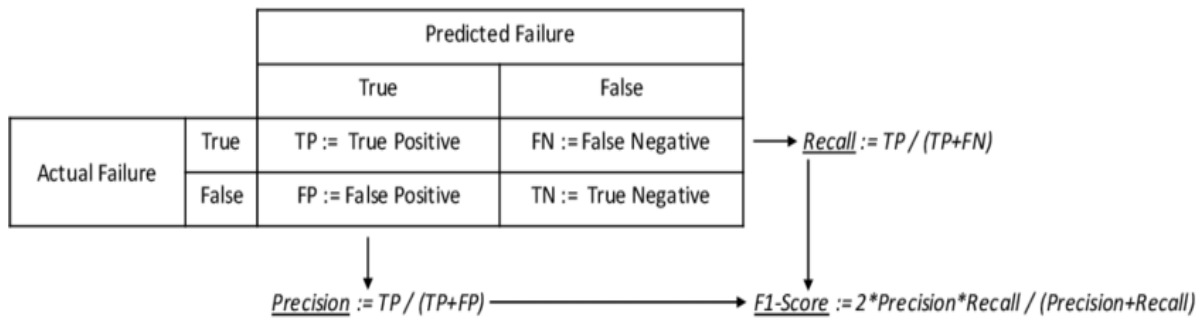 Predicted Failure
True False
True TP := True Positive FN := False Negative Recall := TP / (TP+FN)
Actual Failure
False FP := False Positive TN := True Negative
Precision := TP / (TP+FP) F1-Score := 2*Precision*Recall / (Precision+Recall)